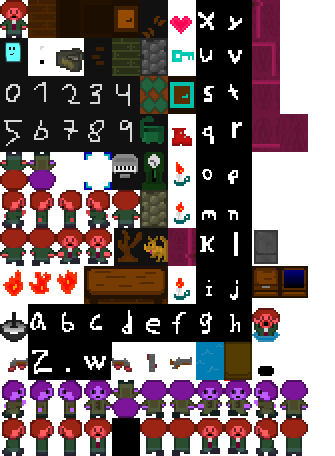 x y
u v
0 1 2 3 4 s t
5 6 7 8 9 q r
o p
m n
k l
i j
a b c d e f g h
z . w